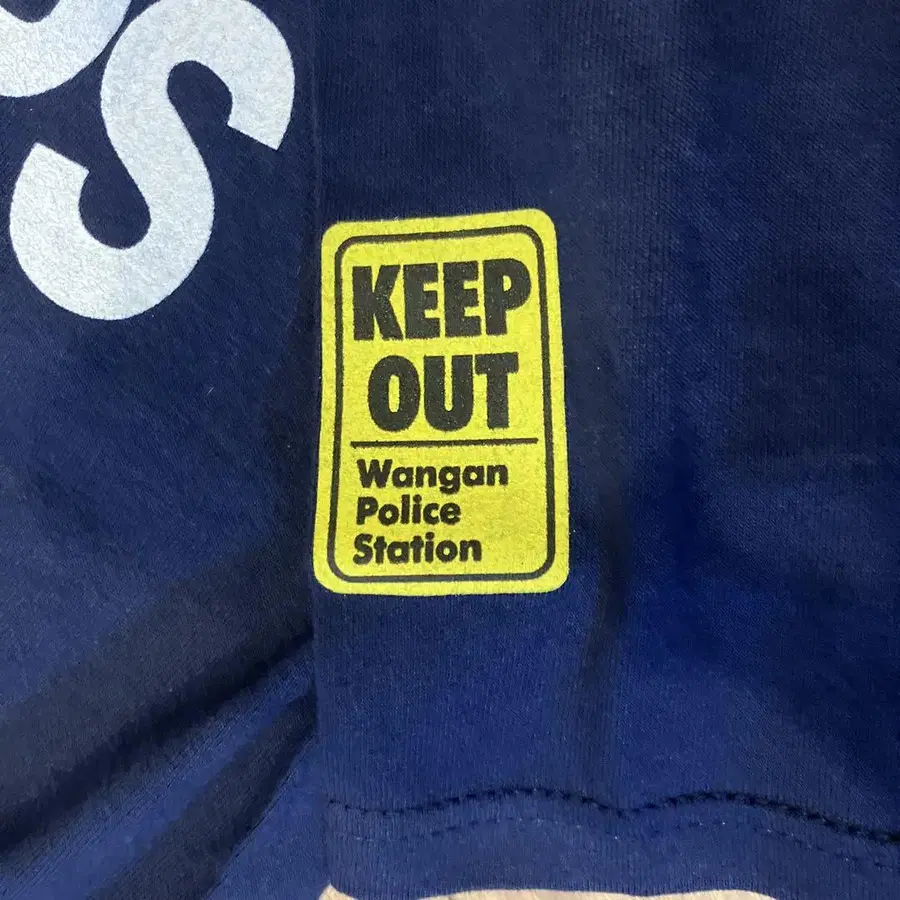 S
KEEP
OUT
Wangan
Police
Station